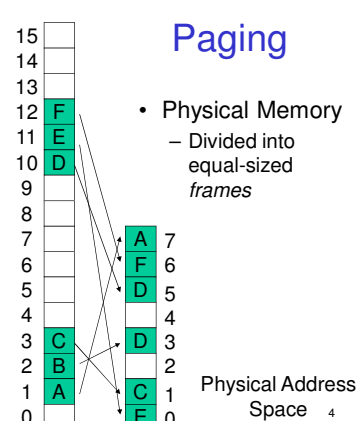 Paging
• Physical Memory
– Divided into
equal-sized
frames
15
14
13
12 F
11 E
10 D
9
8
7
6
5
4
3 C
2 B
1 A
0
A 7
F 6
D 5
4
D 3
2
C 1
E 0
Physical Address
Space 4